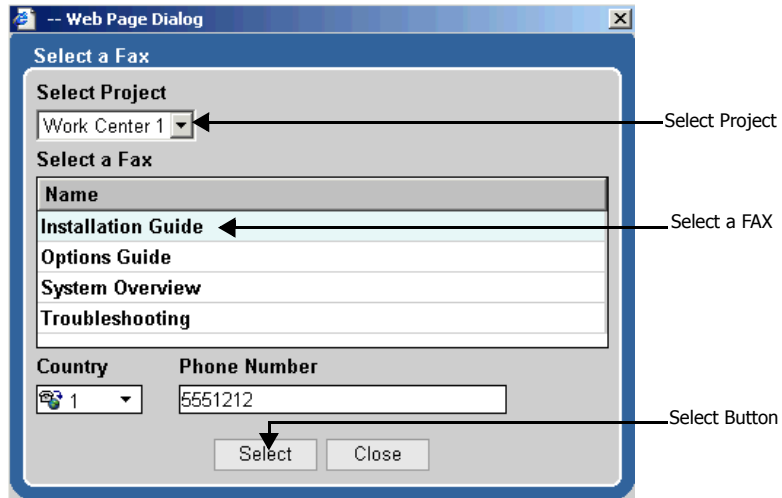 -- Web Page Dialog
Select a Fax
Select Project
Work Center 1
Select Project
Select a Fax
Name
Installation Guide
Select a FAX
Options Guide
System Overview
Troubleshooting
Country Phone Number
1 5551212
Select Button
Select Close